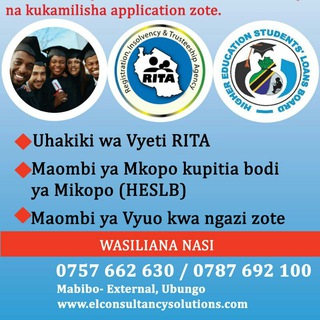 na kukamilisha application zote.
Registration, Insolvency & Trusteeship Agency
RITA
HIGHER EDUCATION STUDENTS' LOANS BOARD
Uhakiki wa Vyeti RITA
Maombi ya Mkopo kupitia bodi
ya Mikopo (HESLB)
Maombi ya Vyuo kwa ngazi zote
WASILIANA NASI
0757 662 630 / 0787 692 100
Mabibo- External, Ubungo
www.elconsultancysolutions.com